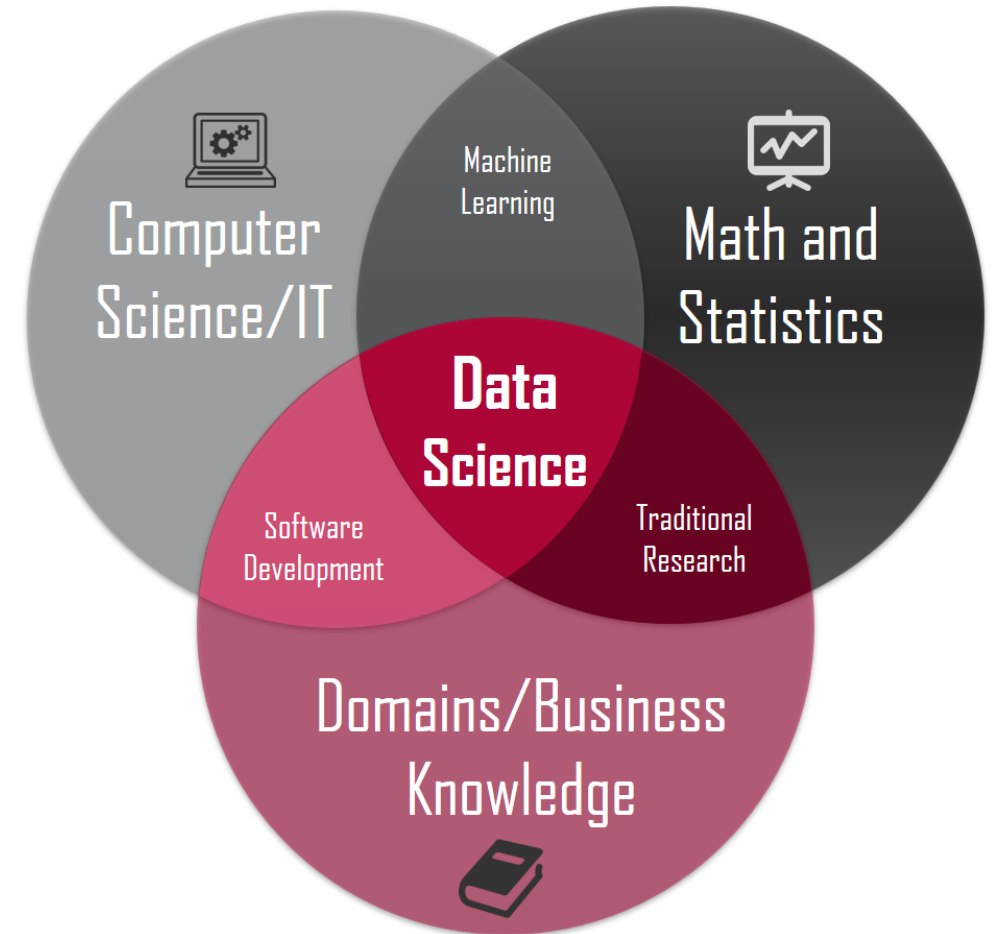 Machine
Learning
Computer
Science/IT
Math and
Statistics
Data
Science
Software
Development
Traditional
Research
Domains/Business
Knowledge